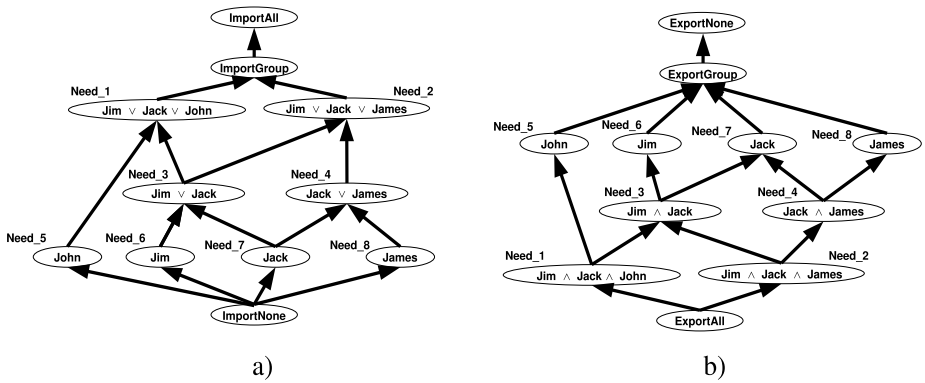 ImportAll
ImportGroup
Need_1
Need_2
Jim ∨ Jack ∨ John
Jim ∨ Jack ∨ James
Need_3
Need_4
Jim ∨ Jack
Jack ∨ James
Need_5
Need_6
Need_7
Need_8
John
Jim
Jack
James
ImportNone
a)
ExportNone
ExportGroup
Need_5
Need_6
Need_7
Need_8
John
Jim
Jack
James
Need_3
Need_4
Jim ∧ Jack
Jack ∧ James
Need_1
Need_2
Jim ∧ Jack ∧ John
Jim ∧ Jack ∧ James
ExportAll
b)